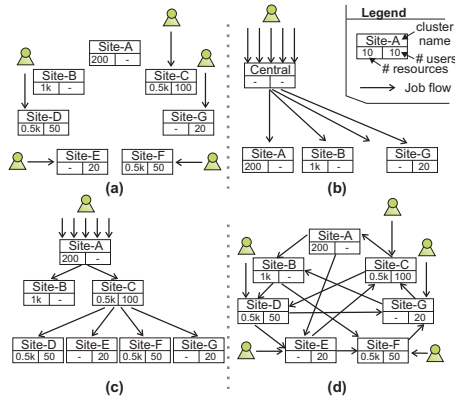 Site-A
200 -
Site-B
1k -
Site-C
0.5k 100
Site-D
0.5k 50
Site-G
- 20
Site-E
- 20
Site-F
0.5k 50
(a)
Central
- -
Site-A
200 -
Site-B
1k -
Site-G
- 20
(b)
Legend
Site-A
10 10
cluster
name
# users
# resources
Job flow
Site-A
200 -
Site-B
1k -
Site-C
0.5k 100
Site-D
0.5k 50
Site-E
- 20
Site-F
0.5k 50
Site-G
- 20
(c)
Site-A
200 -
Site-B
1k -
Site-C
0.5k 100
Site-D
0.5k 50
Site-G
- 20
Site-E
- 20
Site-F
0.5k 50
(d)